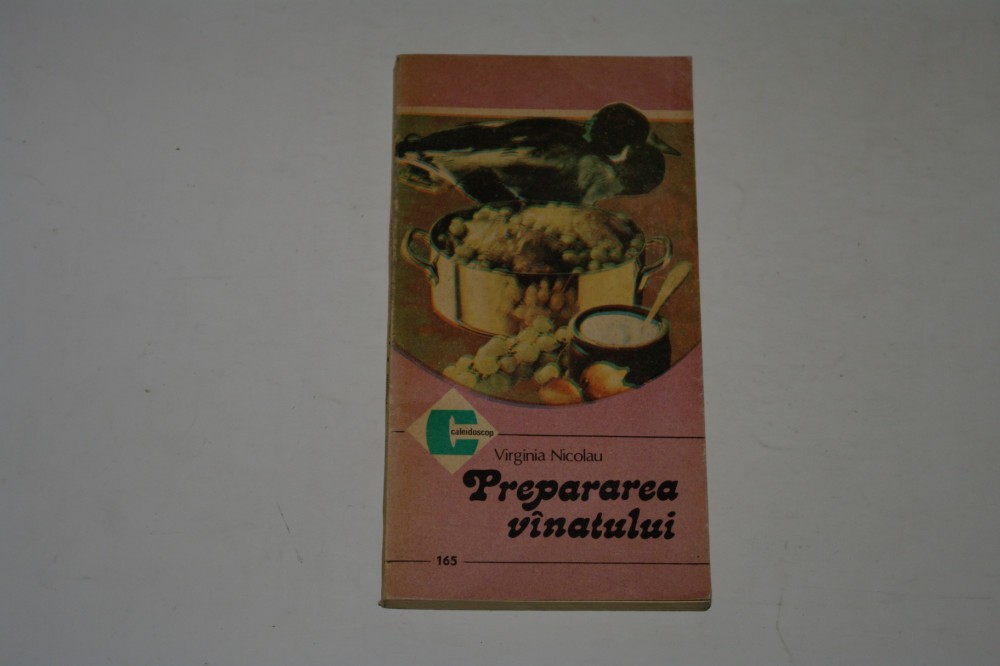 caleidoscop
Virginia Nicolau
Prepararea
vînatului
165